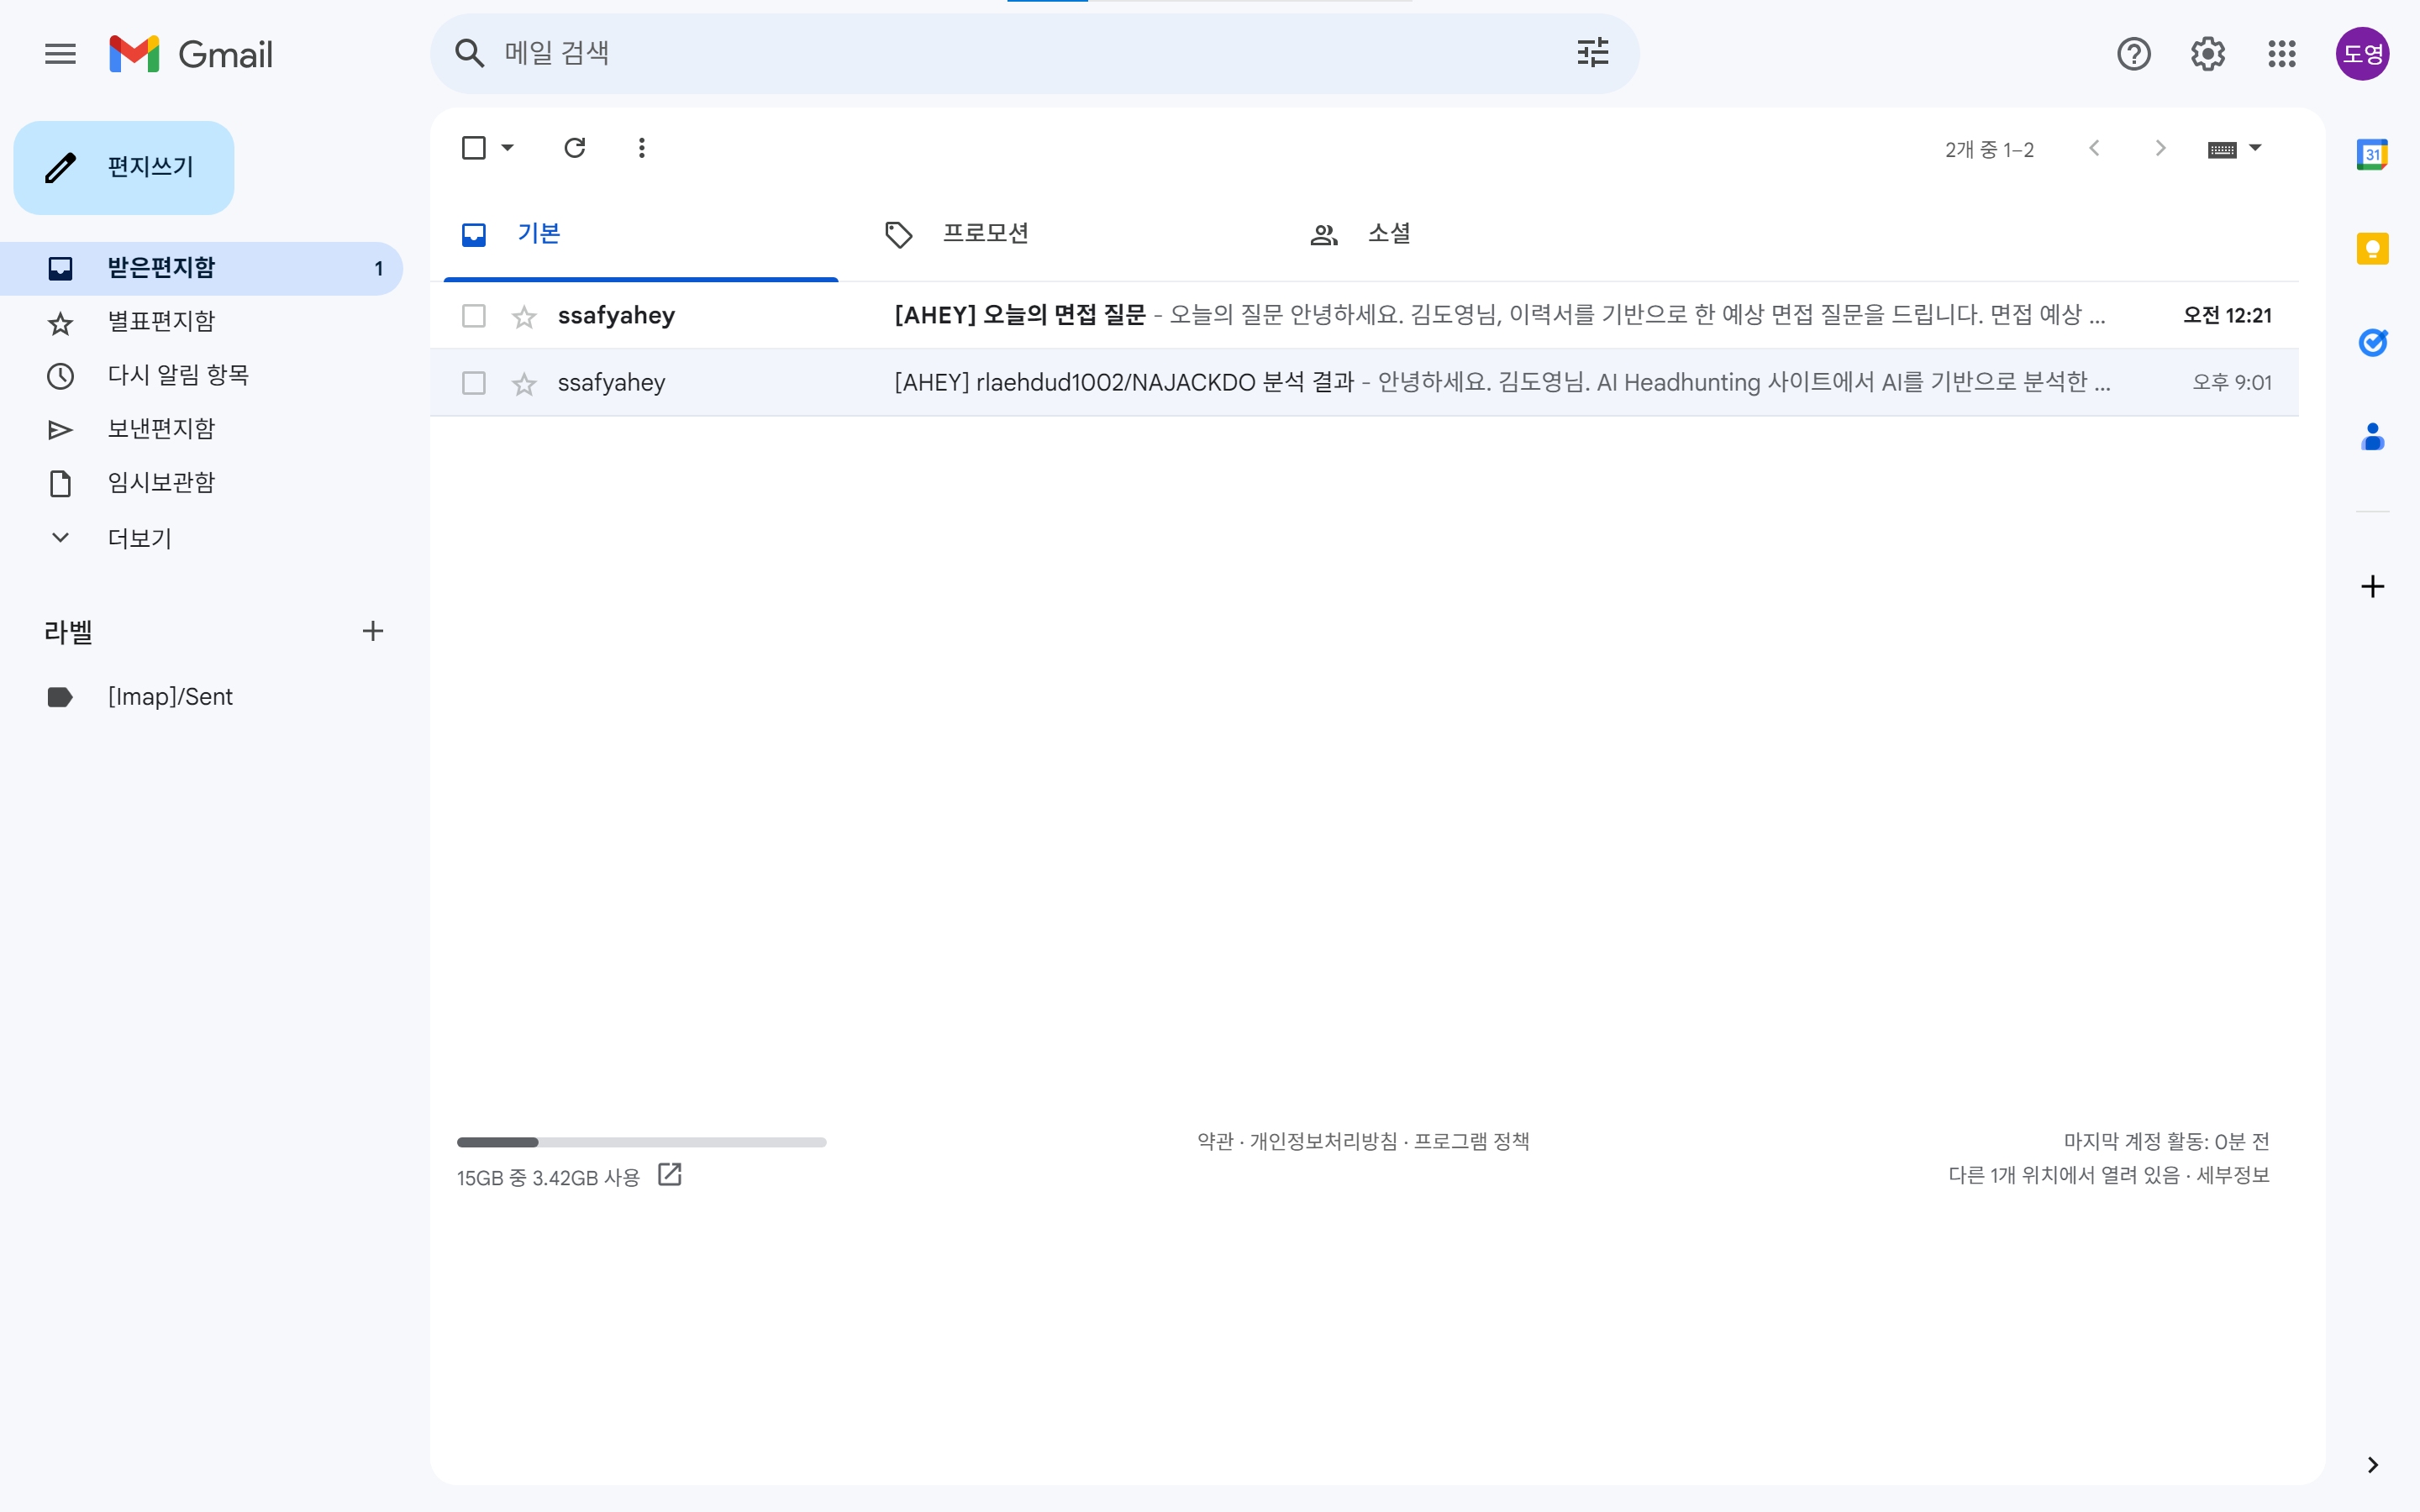 Gmail
메일 검색
도영
편지쓰기
받은편지함 1
별표편지함
다시 알림 항목
보낸편지함
임시보관함
더보기
라벨
[Imap]/Sent
2개 중 1–2
기본 프로모션 소셜
ssafyahey [AHEY] 오늘의 면접 질문 - 오늘의 질문 안녕하세요. 김도영님, 이력서를 기반으로 한 예상 면접 질문을 드립니다. 면접 예상 ... 오전 12:21
ssafyahey [AHEY] rlaehdud1002/NAJACKDO 분석 결과 - 안녕하세요. 김도영님. AI Headhunting 사이트에서 AI를 기반으로 분석한 ... 오후 9:01
15GB 중 3.42GB 사용
약관 · 개인정보처리방침 · 프로그램 정책
마지막 계정 활동: 0분 전
다른 1개 위치에서 열려 있음 · 세부정보
31